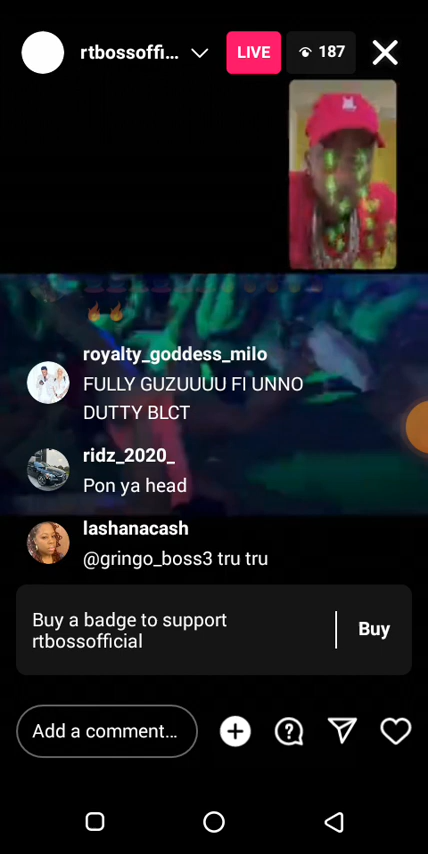 rtbossoffi...
LIVE
187
🔥🔥
royalty_goddess_milo
FULLY GUZUUUU FI UNNO
DUTTY BLCT
ridz_2020_
Pon ya head
lashanacash
@gringo_boss3 tru tru
Buy a badge to support
rtbossofficial
Buy
Add a comment...